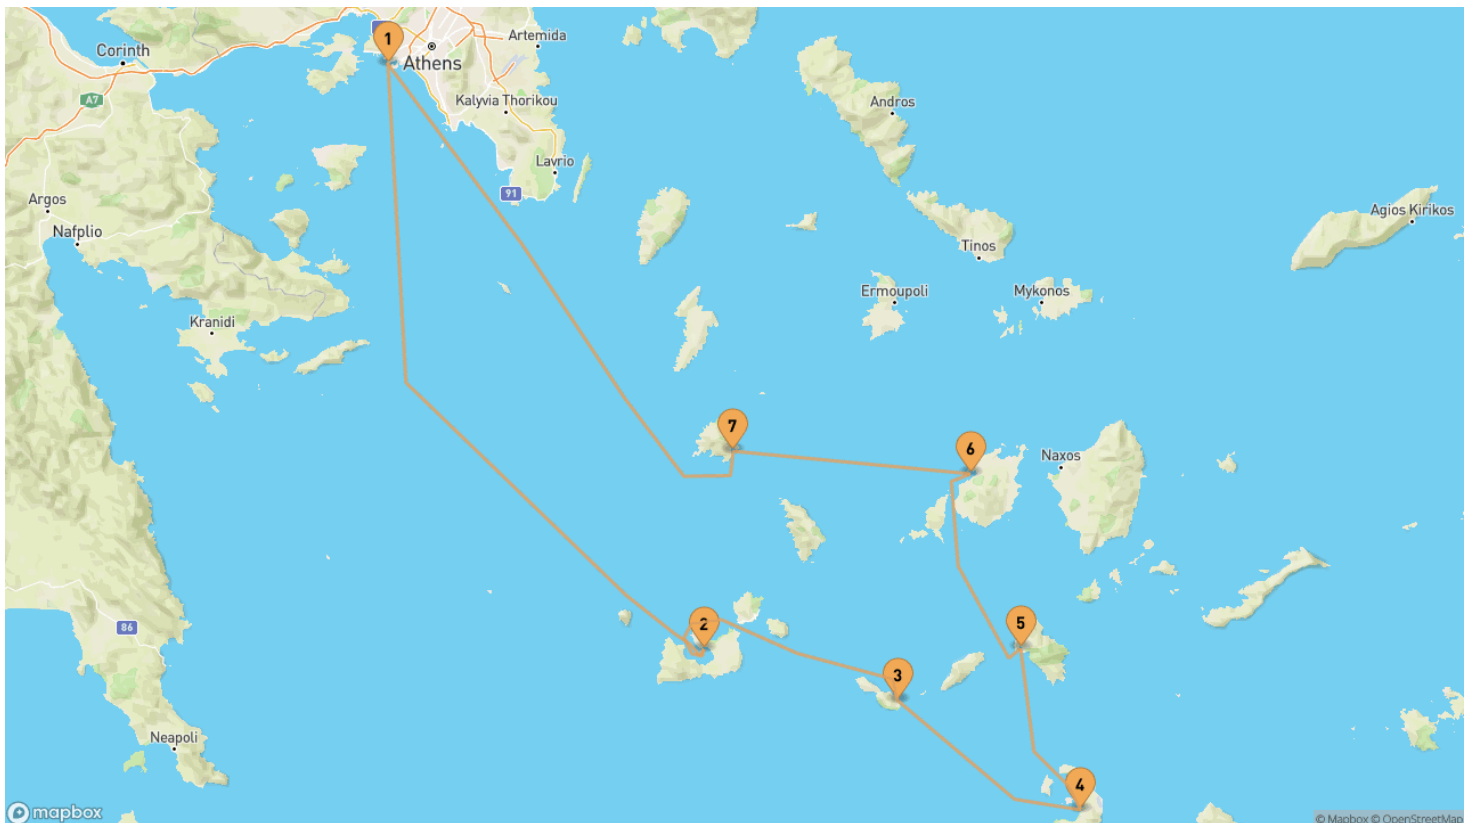 1
Artemida
Corinth
Athens
A7
Kalyvia Thorikou
Andros
Lavrio
91
Argos
Agios Kirikos
Nafplio
Tinos
Ermoupoli
Mykonos
Kranidi
7
6
Naxos
2
5
86
3
Neapoli
4
mapbox
© Mapbox © OpenStreetMap